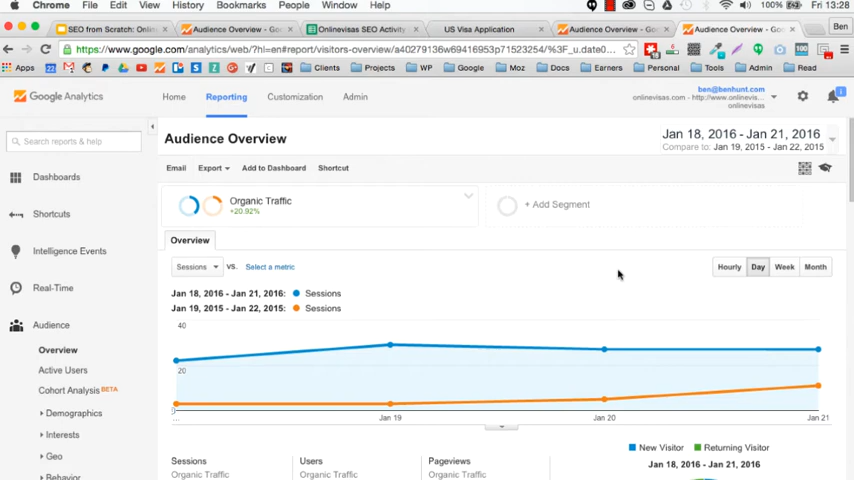 Chrome File Edit View History Bookmarks People Window Help 100% Fri 13:28
SEO from Scratch: Onlin Audience Overview - Goo Onlinevisas SEO Activity US Visa Application Audience Overview - Goo Audience Overview - Goo Ben
https://www.google.com/analytics/web/?hl=en#report/visitors-overview/a40279136w69416953p71523254/%3F_u.date0
Apps Clients Projects WP Google Moz Docs Earners Personal Tools Admin Read
Google Analytics Home Reporting Customization Admin
ben@benhunt.com
onlinevisas.com - http://www.onlinevis...
onlinevisas
1
Search reports & help
Audience Overview
Jan 18, 2016 - Jan 21, 2016
Compare to: Jan 19, 2015 - Jan 22, 2015
Email Export Add to Dashboard Shortcut
Dashboards
Shortcuts
Intelligence Events
Real-Time
Audience
Overview
Active Users
Cohort Analysis BETA
Demographics
Interests
Geo
Behavior
Organic Traffic
+20.92%
+ Add Segment
Overview
Sessions VS. Select a metric
Hourly Day Week Month
Jan 18, 2016 - Jan 21, 2016: Sessions
Jan 19, 2015 - Jan 22, 2015: Sessions
40
20
0
... Jan 19 Jan 20 Jan 21
New Visitor Returning Visitor
Jan 18, 2016 - Jan 21, 2016
Sessions
Organic Traffic
Users
Organic Traffic
Pageviews
Organic Traffic